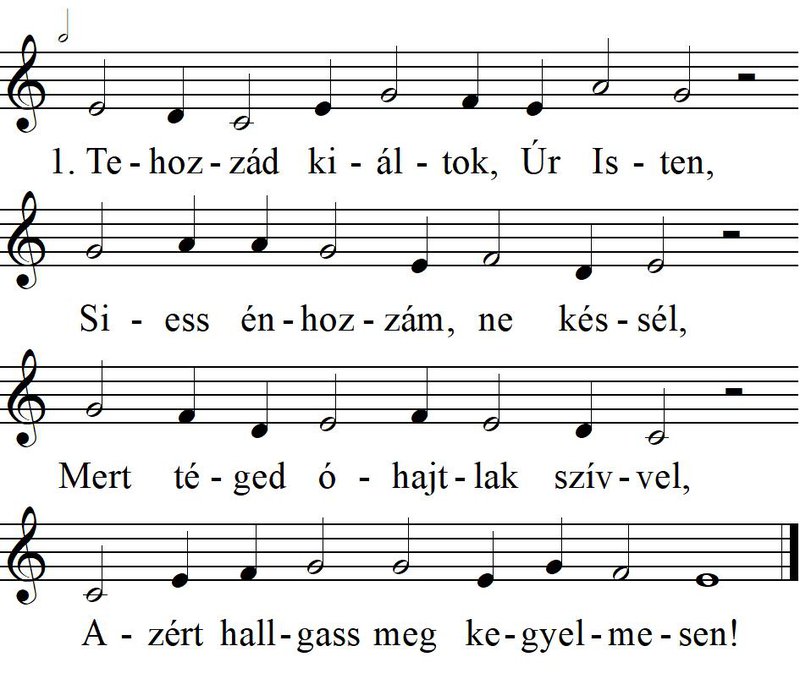 1. Te-hoz-zád ki-ál-tok, Úr Is-ten,
Si-ess én-hoz-zám, ne kés-sél,
Mert té-ged ó-hajt-lak szív-vel,
A-zért hall-gass meg ke-gyel-me-sen!